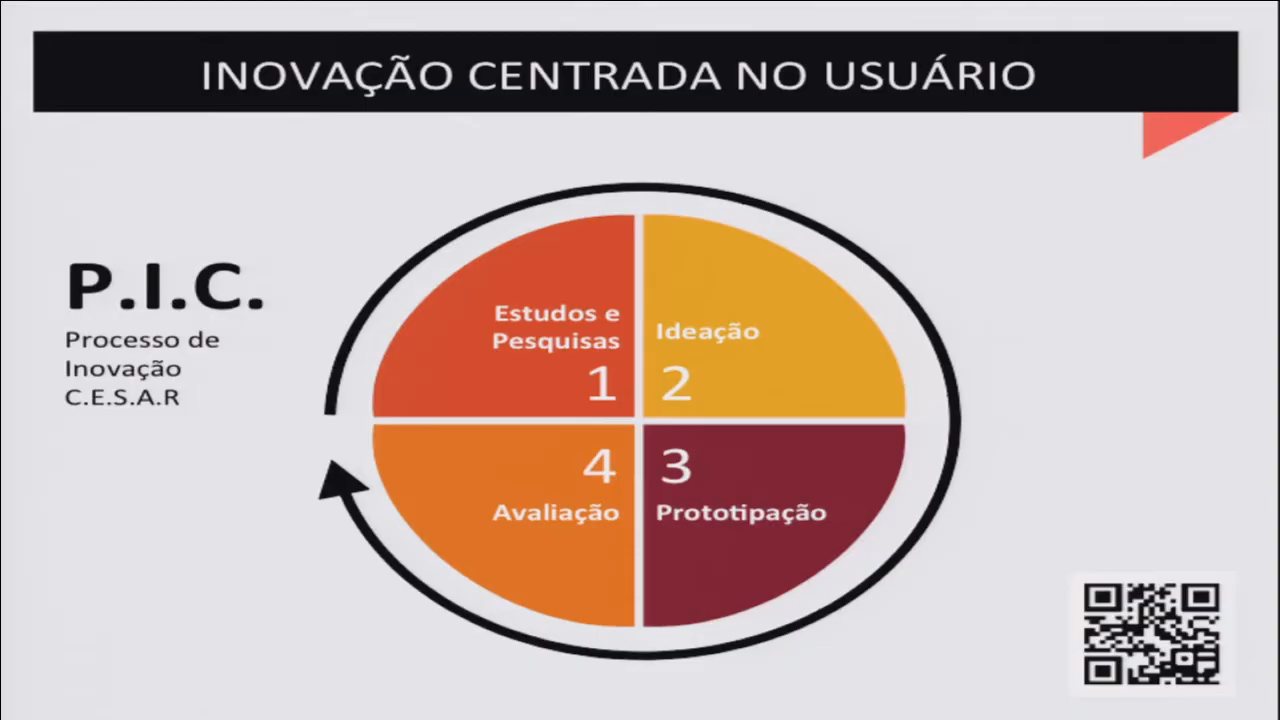 INOVAÇÃO CENTRADA NO USUÁRIO
P.I.C.
Processo de
Inovação
C.E.S.A.R
Estudos e
Pesquisas
1
Ideação
2
3
Prototipação
4
Avaliação